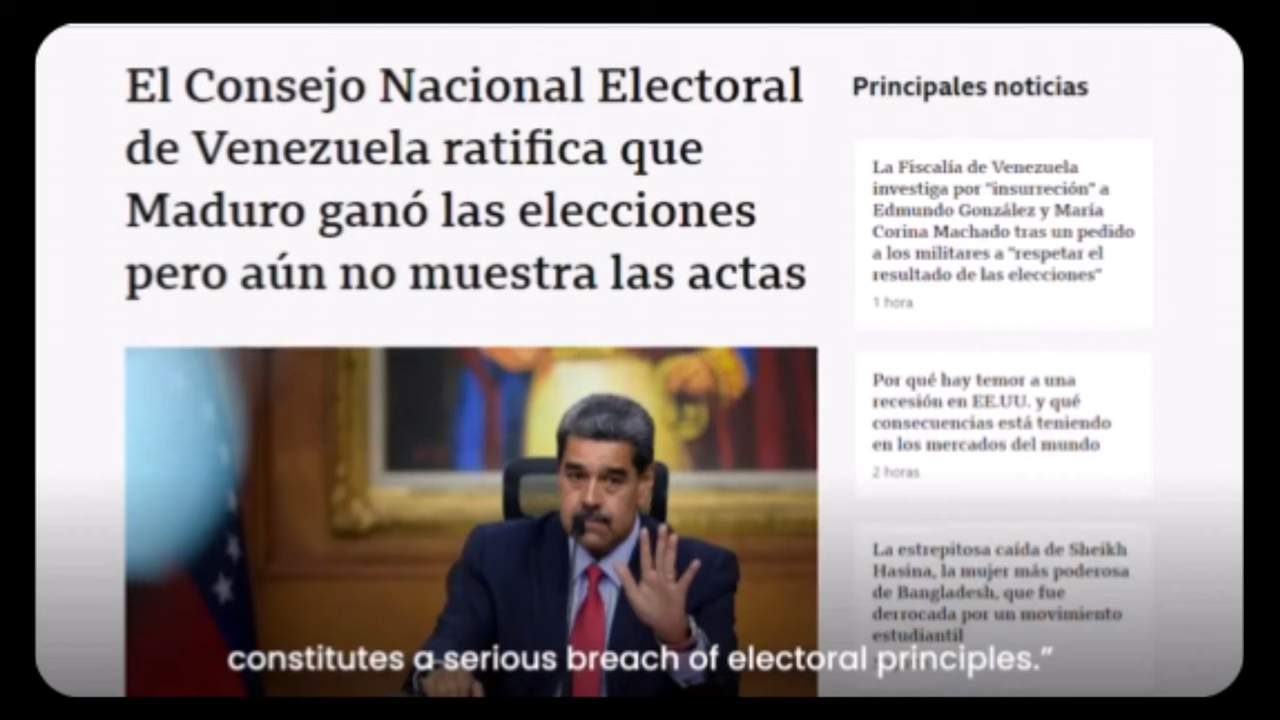 El Consejo Nacional Electoral
de Venezuela ratifica que
Maduro ganó las elecciones
pero aún no muestra las actas
Principales noticias
La Fiscalía de Venezuela
investiga por "insurreción" a
Edmundo González y María
Corina Machado tras un pedido
a los militares a "respetar el
resultado de las elecciones"
1 hora
Por qué hay temor a una
recesión en EE.UU. y qué
consecuencias está teniendo
en los mercados del mundo
2 horas
La estrepitosa caída de Sheikh
Hasina, la mujer más poderosa
de Bangladesh, que fue
derrocada por un movimiento
estudiantil
constitutes a serious breach of electoral principles.”